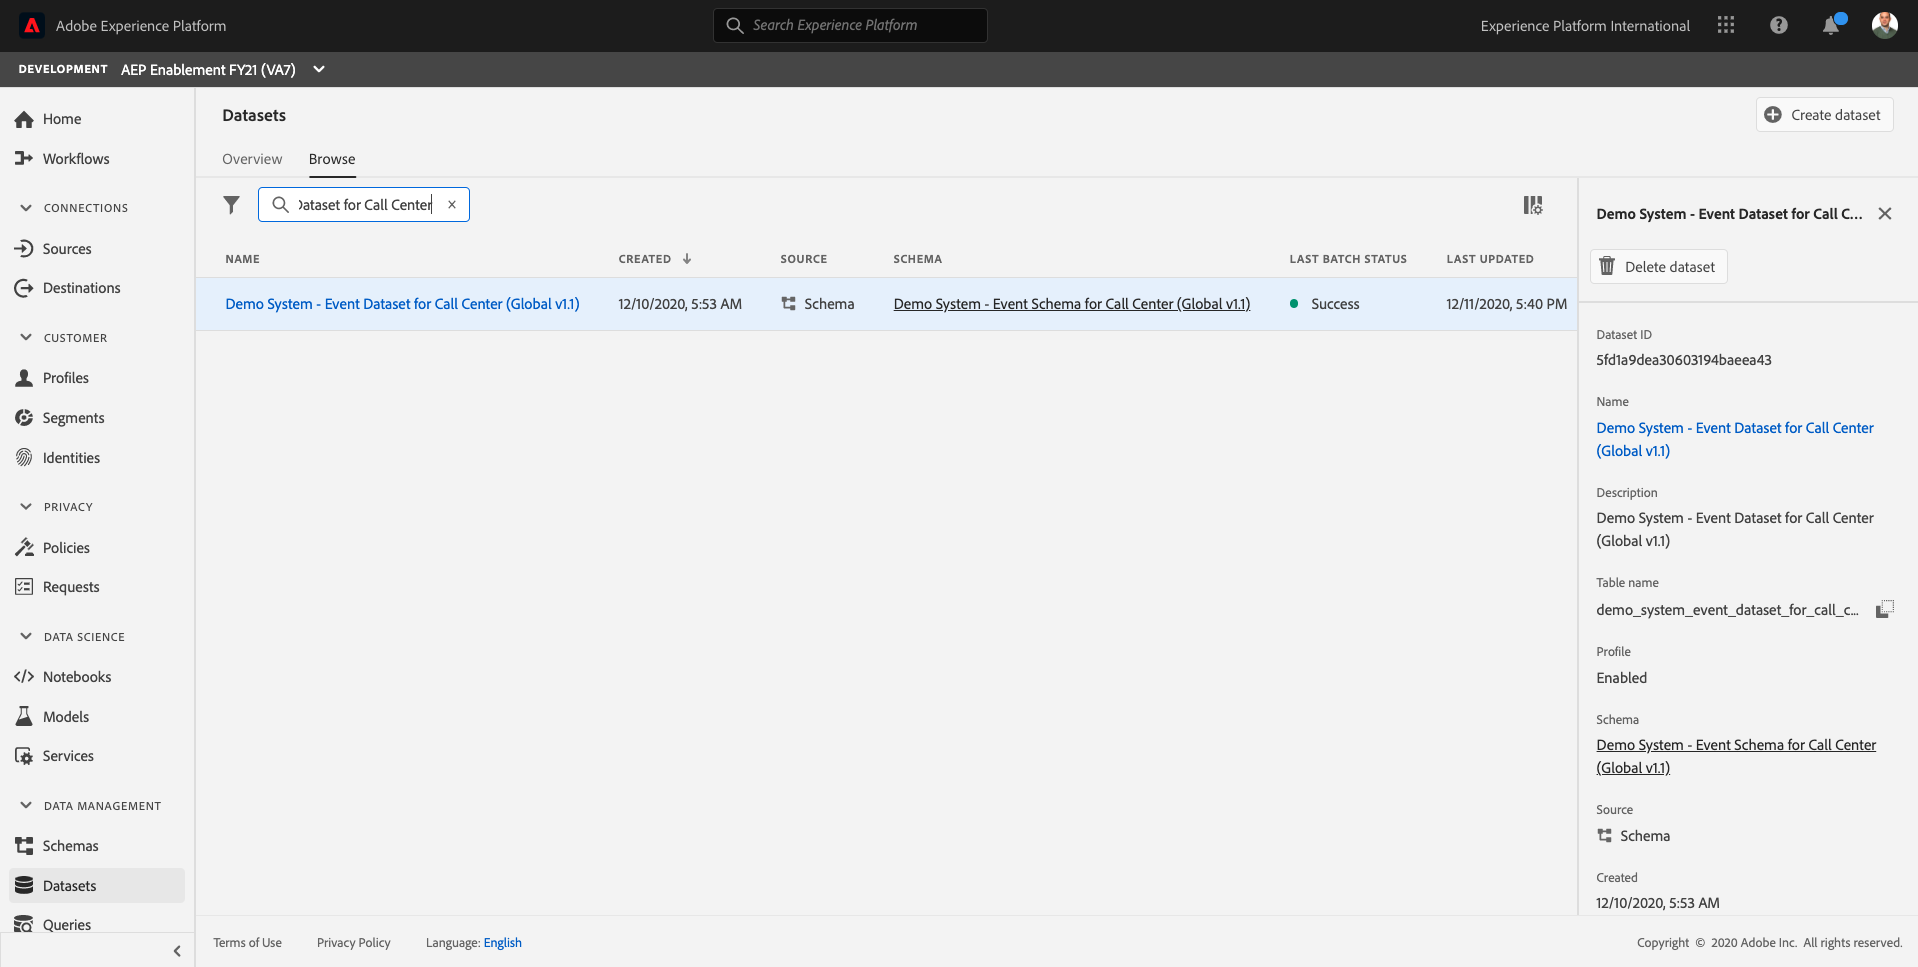 Adobe Experience Platform
Search Experience Platform
Experience Platform International
DEVELOPMENT AEP Enablement FY21 (VA7)
Home
Workflows
CONNECTIONS
Sources
Destinations
CUSTOMER
Profiles
Segments
Identities
PRIVACY
Policies
Requests
DATA SCIENCE
Notebooks
Models
Services
DATA MANAGEMENT
Schemas
Datasets
Queries
Datasets
Create dataset
Overview Browse
Dataset for Call Center
NAME CREATED SOURCE SCHEMA LAST BATCH STATUS LAST UPDATED
Demo System - Event Dataset for Call Center (Global v1.1) 12/10/2020, 5:53 AM Schema Demo System - Event Schema for Call Center (Global v1.1) Success 12/11/2020, 5:40 PM
Demo System - Event Dataset for Call C...
Delete dataset
Dataset ID
5fd1a9dea30603194baeea43
Name
Demo System - Event Dataset for Call Center
(Global v1.1)
Description
Demo System - Event Dataset for Call Center
(Global v1.1)
Table name
demo_system_event_dataset_for_call_c...
Profile
Enabled
Schema
Demo System - Event Schema for Call Center
(Global v1.1)
Source
Schema
Created
12/10/2020, 5:53 AM
Terms of Use Privacy Policy Language: English
Copyright © 2020 Adobe Inc. All rights reserved.